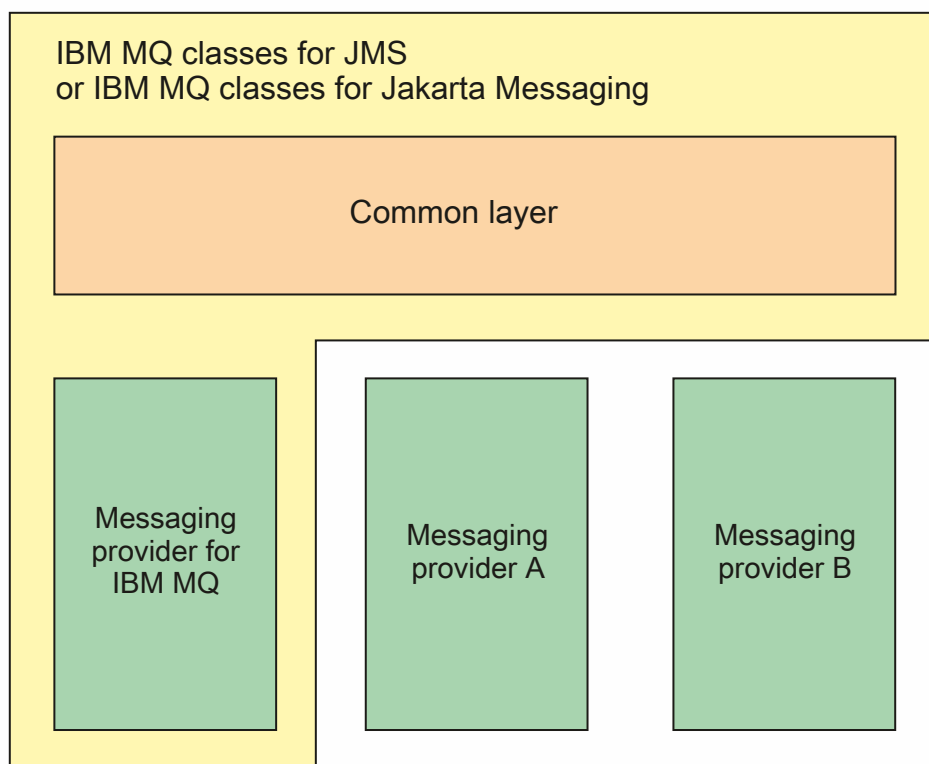 IBM MQ classes for JMS
or IBM MQ classes for Jakarta Messaging
Common layer
Messaging
provider for
IBM MQ
Messaging
provider A
Messaging
provider B